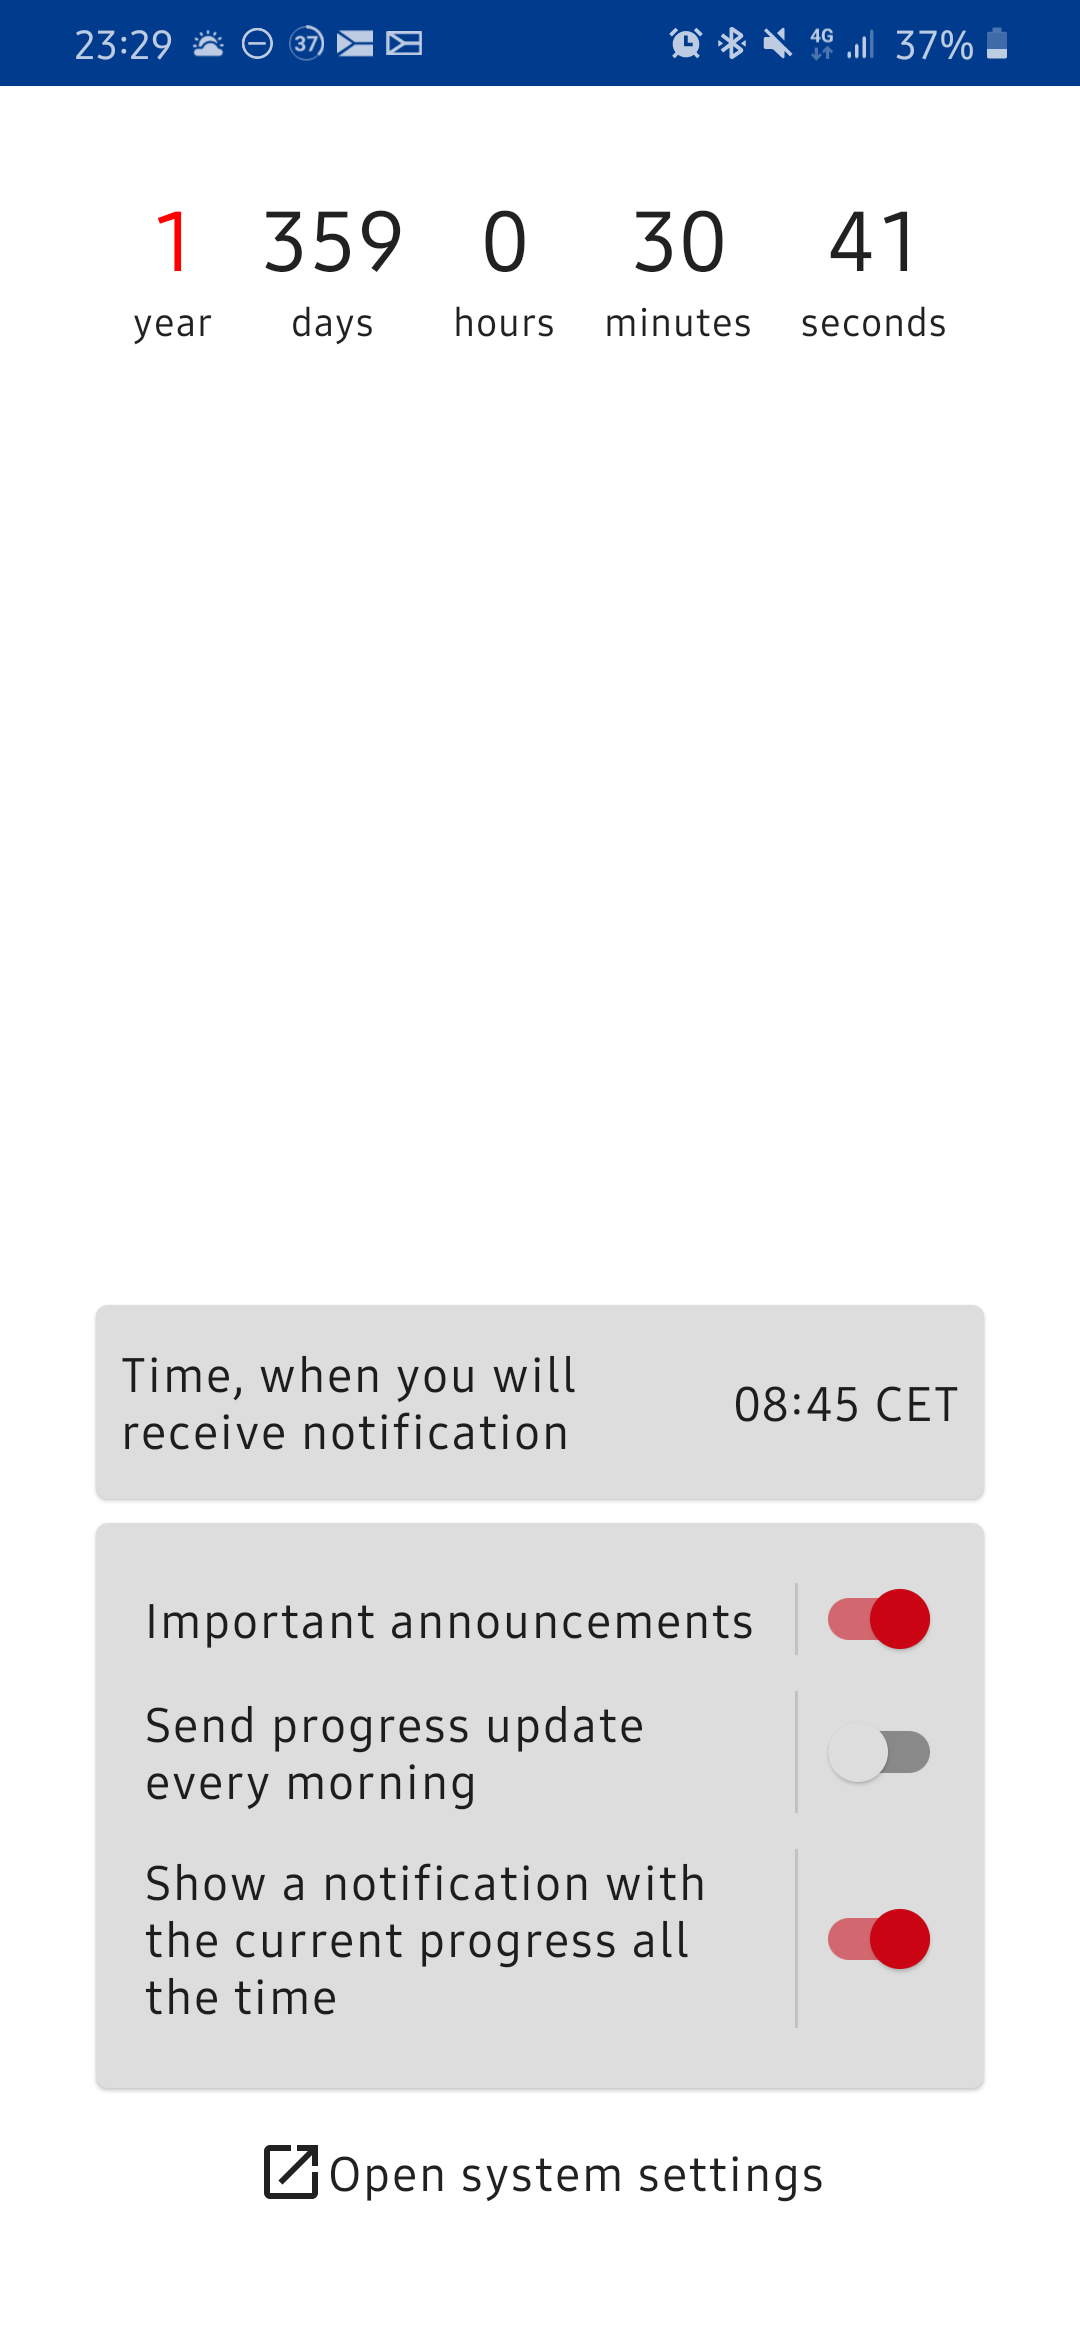 23:29 37 4G 37%
1 359 0 30 41
year days hours minutes seconds
Time, when you will
receive notification
08:45 CET
Important announcements
Send progress update
every morning
Show a notification with
the current progress all
the time
Open system settings